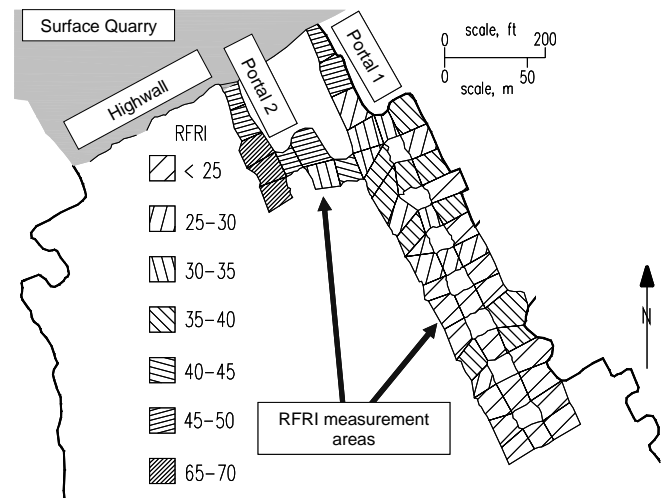 Surface Quarry
Highwall
Portal 2
Portal 1
scale, ft
0 200
0 50
scale, m
RFRI
< 25
25–30
30–35
35–40
40–45
45–50
65–70
N
RFRI measurement
areas